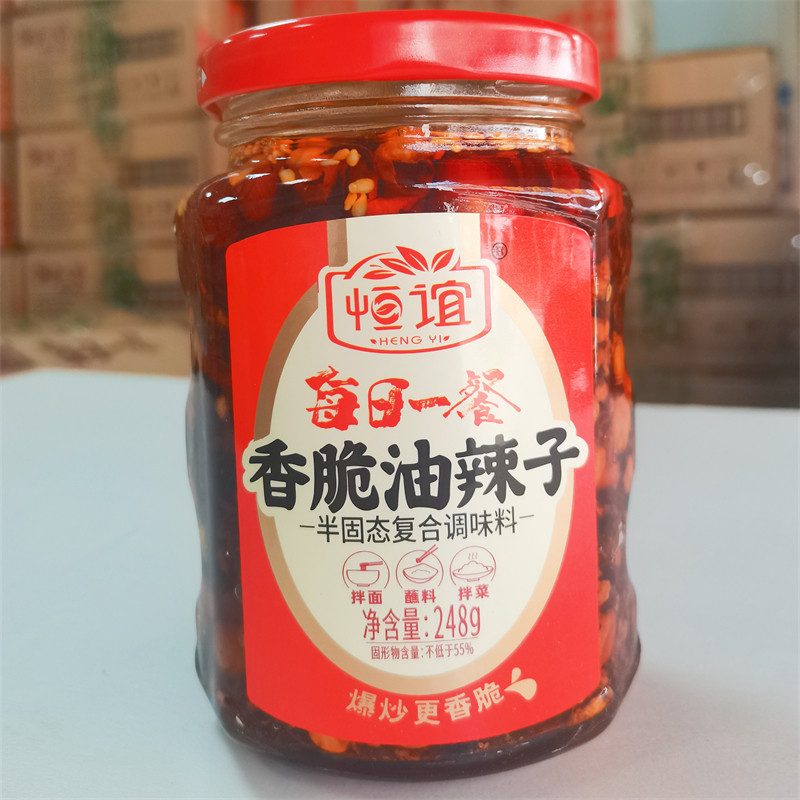 ®
恒谊
HENG YI
每日一餐
香脆油辣子
半固态复合调味料
拌面 蘸料 拌菜
净含量:248g
固形物含量:不低于55%
爆炒更香脆